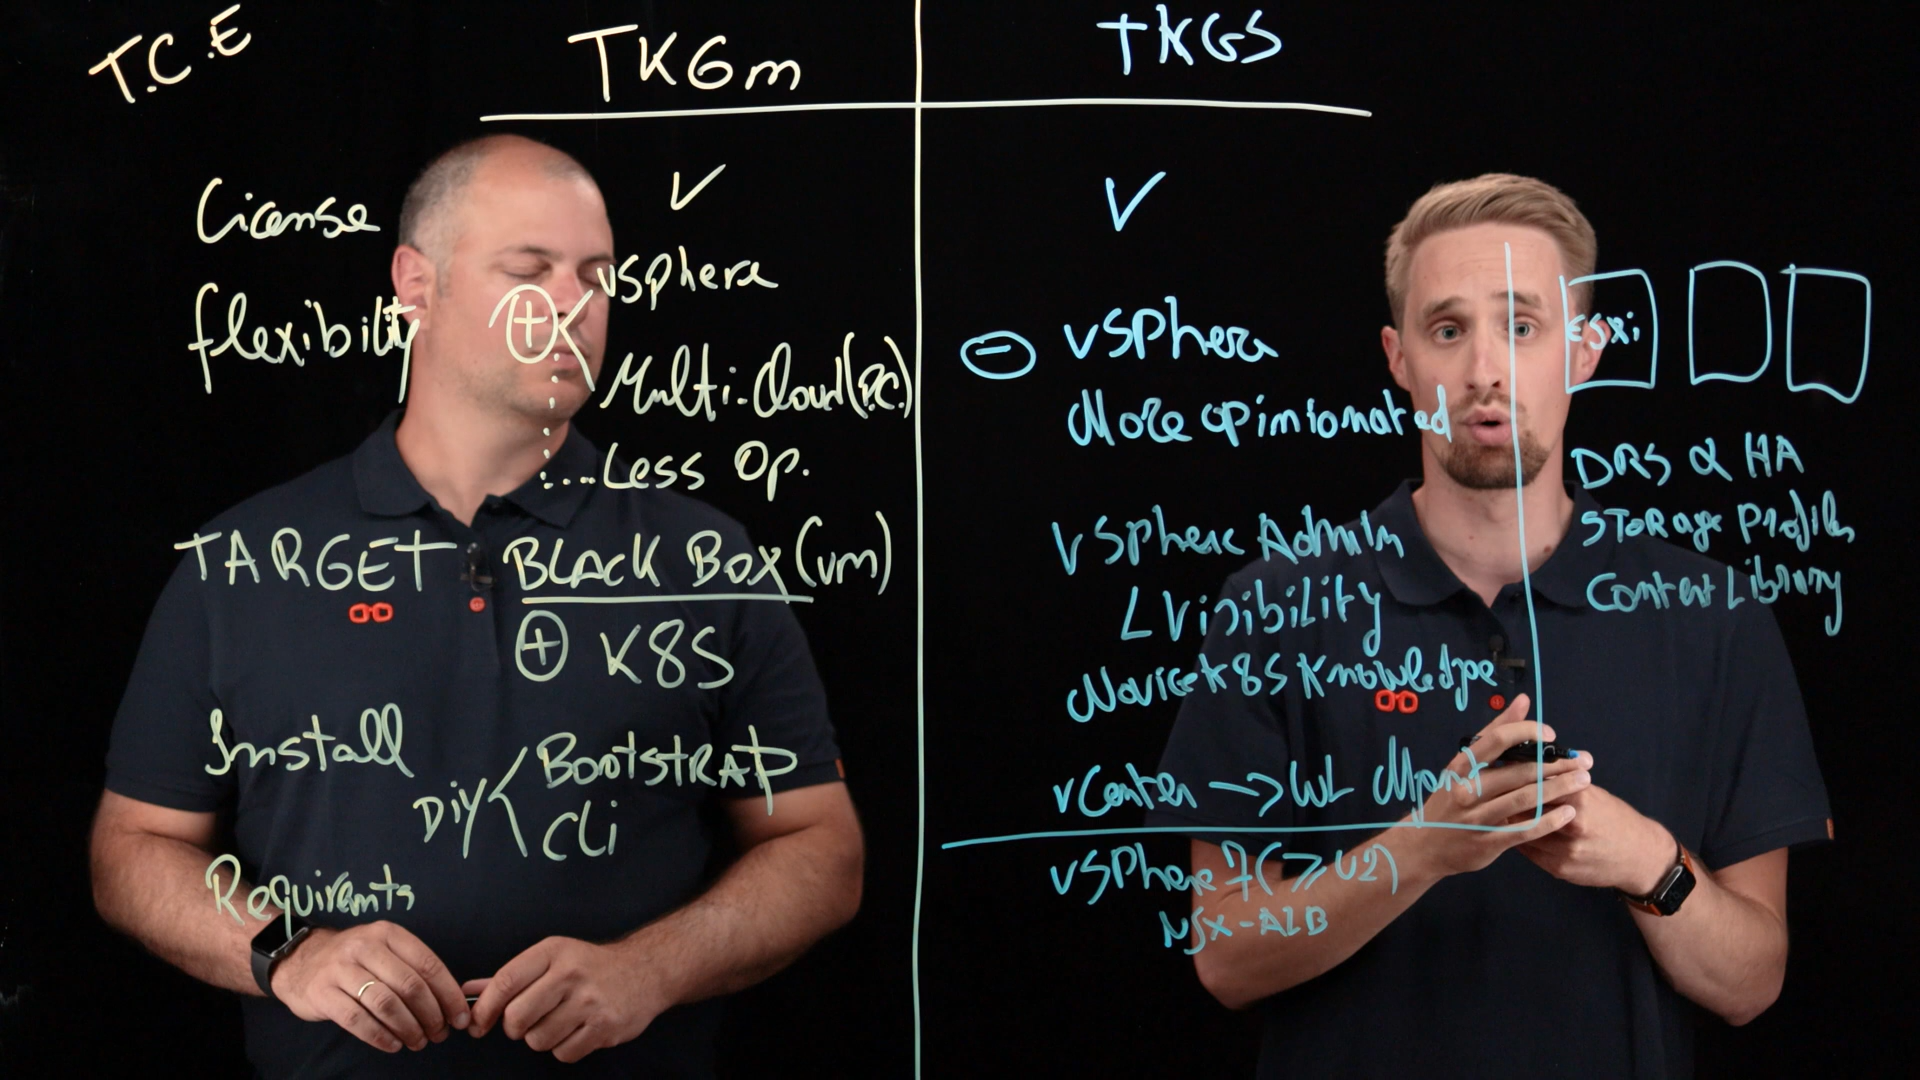 T.C.E
TKGm
TKGS
License
✓
✓
flexibility
+
vSphere
Multi-Cloud(P.C.)
Less Op.
- vSphere
More opinionated
ESXi
DRS & HA
Storage Profiles
Content Library
TARGET
BLACK BOX (vm)
+ K8S
vSphere Admin
Visibility
Novice K8S Knowledge
Install
DiY
BootstRAP
Cli
vCenter → WL Mgmt
Requirents
vSphere 7 (≥ U2)
NSX-ALB